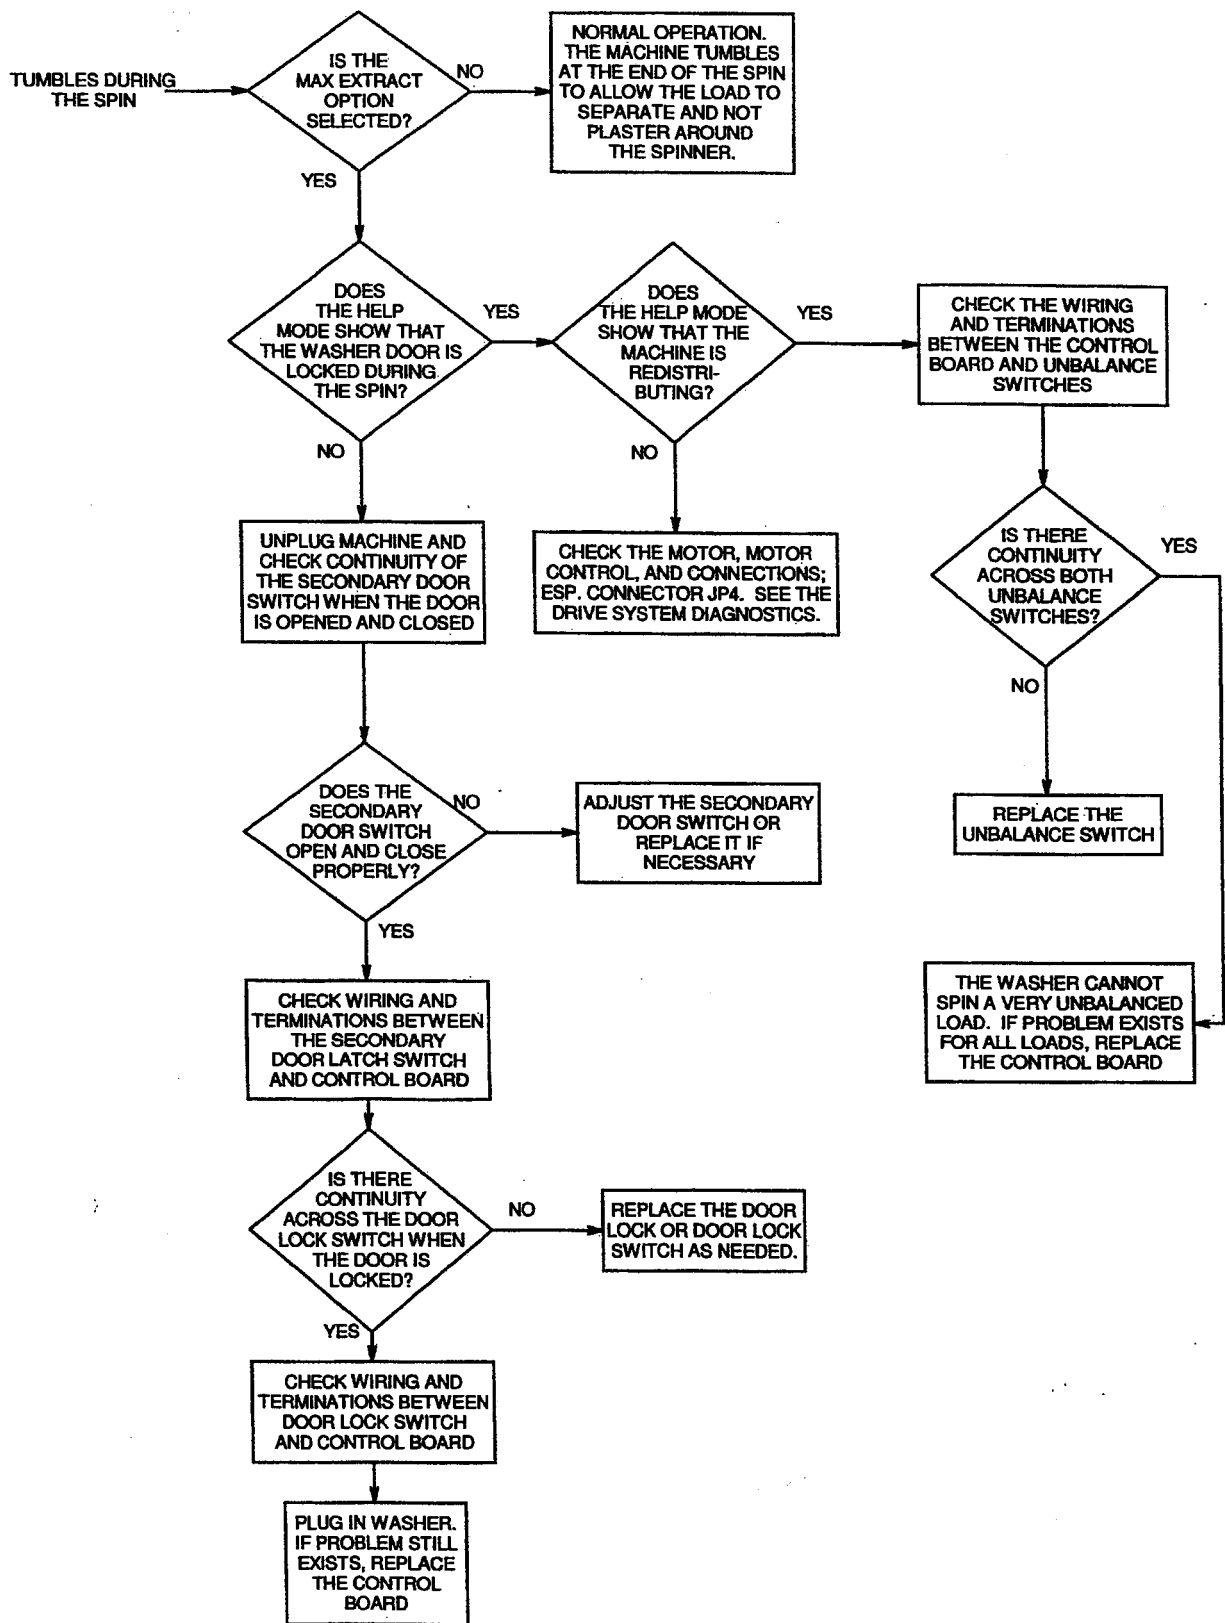 TUMBLES DURING
THE SPIN
IS THE
MAX EXTRACT
OPTION
SELECTED?
NO
NORMAL OPERATION.
THE MACHINE TUMBLES
AT THE END OF THE SPIN
TO ALLOW THE LOAD TO
SEPARATE AND NOT
PLASTER AROUND
THE SPINNER.
YES
DOES
THE HELP
MODE SHOW THAT
THE WASHER DOOR IS
LOCKED DURING
THE SPIN?
YES
DOES
THE HELP MODE
SHOW THAT THE
MACHINE IS
REDISTRI-
BUTING?
YES
CHECK THE WIRING
AND TERMINATIONS
BETWEEN THE CONTROL
BOARD AND UNBALANCE
SWITCHES
NO
NO
UNPLUG MACHINE AND
CHECK CONTINUITY OF
THE SECONDARY DOOR
SWITCH WHEN THE DOOR
IS OPENED AND CLOSED
CHECK THE MOTOR, MOTOR
CONTROL, AND CONNECTIONS;
ESP. CONNECTOR JP4. SEE THE
DRIVE SYSTEM DIAGNOSTICS.
IS THERE
CONTINUITY
ACROSS BOTH
UNBALANCE
SWITCHES?
YES
NO
REPLACE THE
UNBALANCE SWITCH
DOES THE
SECONDARY
DOOR SWITCH
OPEN AND CLOSE
PROPERLY?
NO
ADJUST THE SECONDARY
DOOR SWITCH OR
REPLACE IT IF
NECESSARY
YES
THE WASHER CANNOT
SPIN A VERY UNBALANCED
LOAD. IF PROBLEM EXISTS
FOR ALL LOADS, REPLACE
THE CONTROL BOARD
CHECK WIRING AND
TERMINATIONS BETWEEN
THE SECONDARY
DOOR LATCH SWITCH
AND CONTROL BOARD
IS THERE
CONTINUITY
ACROSS THE DOOR
LOCK SWITCH WHEN
THE DOOR IS
LOCKED?
NO
REPLACE THE DOOR
LOCK OR DOOR LOCK
SWITCH AS NEEDED.
YES
CHECK WIRING AND
TERMINATIONS BETWEEN
DOOR LOCK SWITCH
AND CONTROL BOARD
PLUG IN WASHER.
IF PROBLEM STILL
EXISTS, REPLACE
THE CONTROL
BOARD